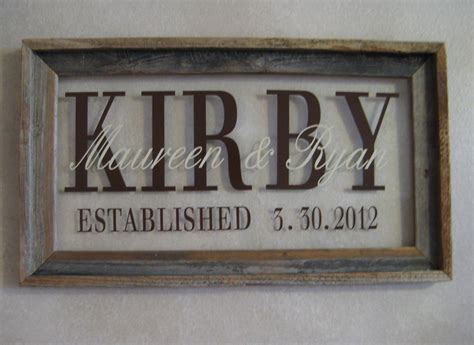 KIRBY
Maureen & Ryan
ESTABLISHED 3.30.2012